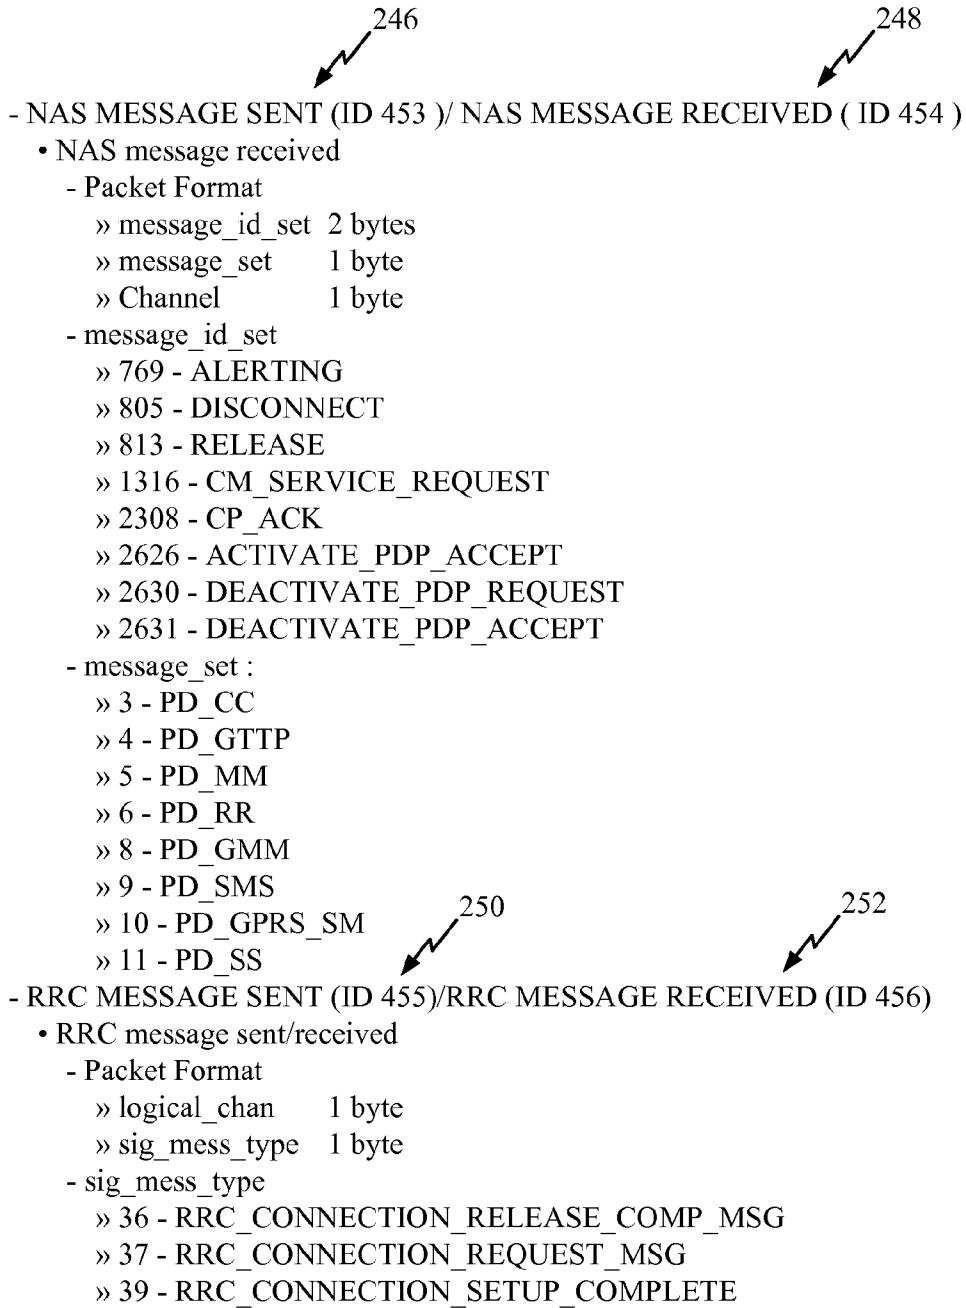 246
248
- NAS MESSAGE SENT (ID 453 )/ NAS MESSAGE RECEIVED ( ID 454 )
• NAS message received
- Packet Format
» message_id_set 2 bytes
» message_set 1 byte
» Channel 1 byte
- message_id_set
» 769 - ALERTING
» 805 - DISCONNECT
» 813 - RELEASE
» 1316 - CM_SERVICE_REQUEST
» 2308 - CP_ACK
» 2626 - ACTIVATE_PDP_ACCEPT
» 2630 - DEACTIVATE_PDP_REQUEST
» 2631 - DEACTIVATE_PDP_ACCEPT
- message_set :
» 3 - PD_CC
» 4 - PD_GTTP
» 5 - PD_MM
» 6 - PD_RR
» 8 - PD_GMM
» 9 - PD_SMS
» 10 - PD_GPRS_SM
» 11 - PD_SS
250
252
- RRC MESSAGE SENT (ID 455)/RRC MESSAGE RECEIVED (ID 456)
• RRC message sent/received
- Packet Format
» logical_chan 1 byte
» sig_mess_type 1 byte
- sig_mess_type
» 36 - RRC_CONNECTION_RELEASE_COMP_MSG
» 37 - RRC_CONNECTION_REQUEST_MSG
» 39 - RRC_CONNECTION_SETUP_COMPLETE